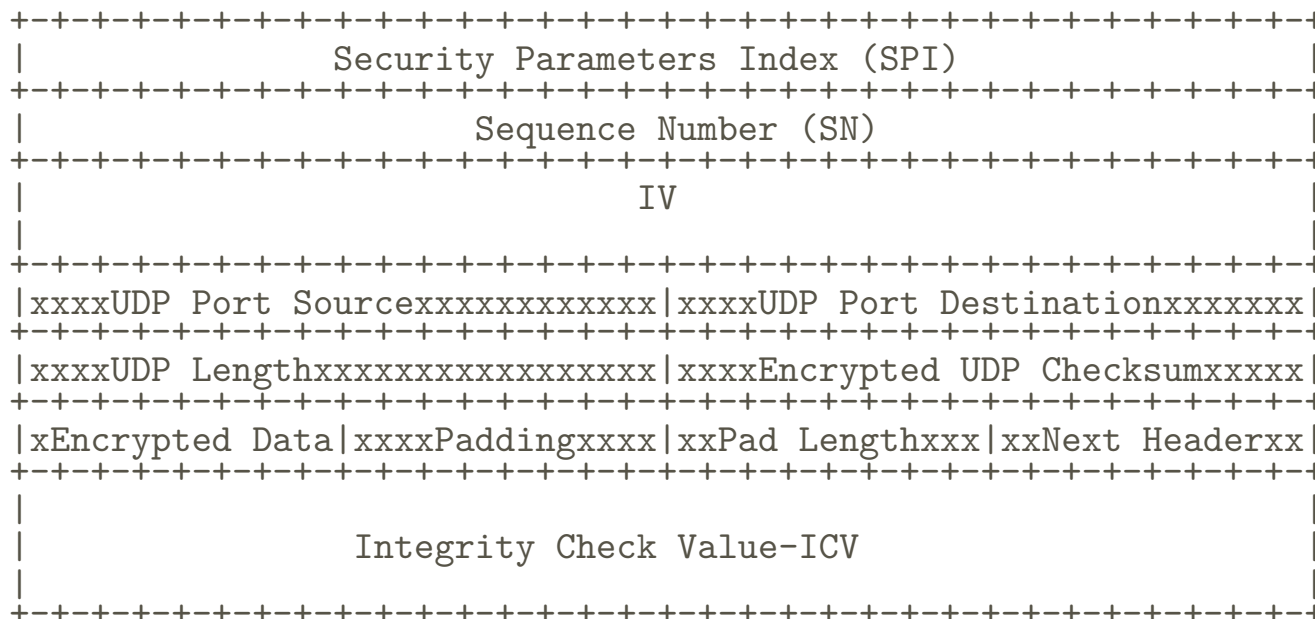 +-+-+-+-+-+-+-+-+-+-+-+-+-+-+-+-+-+-+-+-+-+-+-+-+-+-+-+-+-+-+-+-+
| Security Parameters Index (SPI) |
+-+-+-+-+-+-+-+-+-+-+-+-+-+-+-+-+-+-+-+-+-+-+-+-+-+-+-+-+-+-+-+-+
| Sequence Number (SN) |
+-+-+-+-+-+-+-+-+-+-+-+-+-+-+-+-+-+-+-+-+-+-+-+-+-+-+-+-+-+-+-+-+
| IV |
| |
+-+-+-+-+-+-+-+-+-+-+-+-+-+-+-+-+-+-+-+-+-+-+-+-+-+-+-+-+-+-+-+-+
|xxxxUDP Port Sourcexxxxxxxxxxxx|xxxxUDP Port Destinationxxxxxxx|
+-+-+-+-+-+-+-+-+-+-+-+-+-+-+-+-+-+-+-+-+-+-+-+-+-+-+-+-+-+-+-+-+
|xxxxUDP Lengthxxxxxxxxxxxxxxxxx|xxxxEncrypted UDP Checksumxxxxx|
+-+-+-+-+-+-+-+-+-+-+-+-+-+-+-+-+-+-+-+-+-+-+-+-+-+-+-+-+-+-+-+-+
|xEncrypted Data|xxxxPaddingxxxx|xxPad Lengthxxx|xxNext Headerxx|
+-+-+-+-+-+-+-+-+-+-+-+-+-+-+-+-+-+-+-+-+-+-+-+-+-+-+-+-+-+-+-+-+
| |
| Integrity Check Value-ICV |
| |
+-+-+-+-+-+-+-+-+-+-+-+-+-+-+-+-+-+-+-+-+-+-+-+-+-+-+-+-+-+-+-+-+